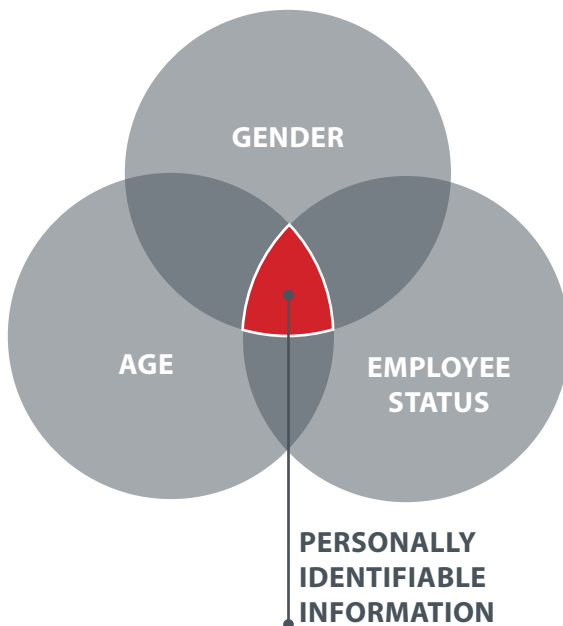 GENDER
AGE
EMPLOYEE
STATUS
PERSONALLY
IDENTIFIABLE
INFORMATION